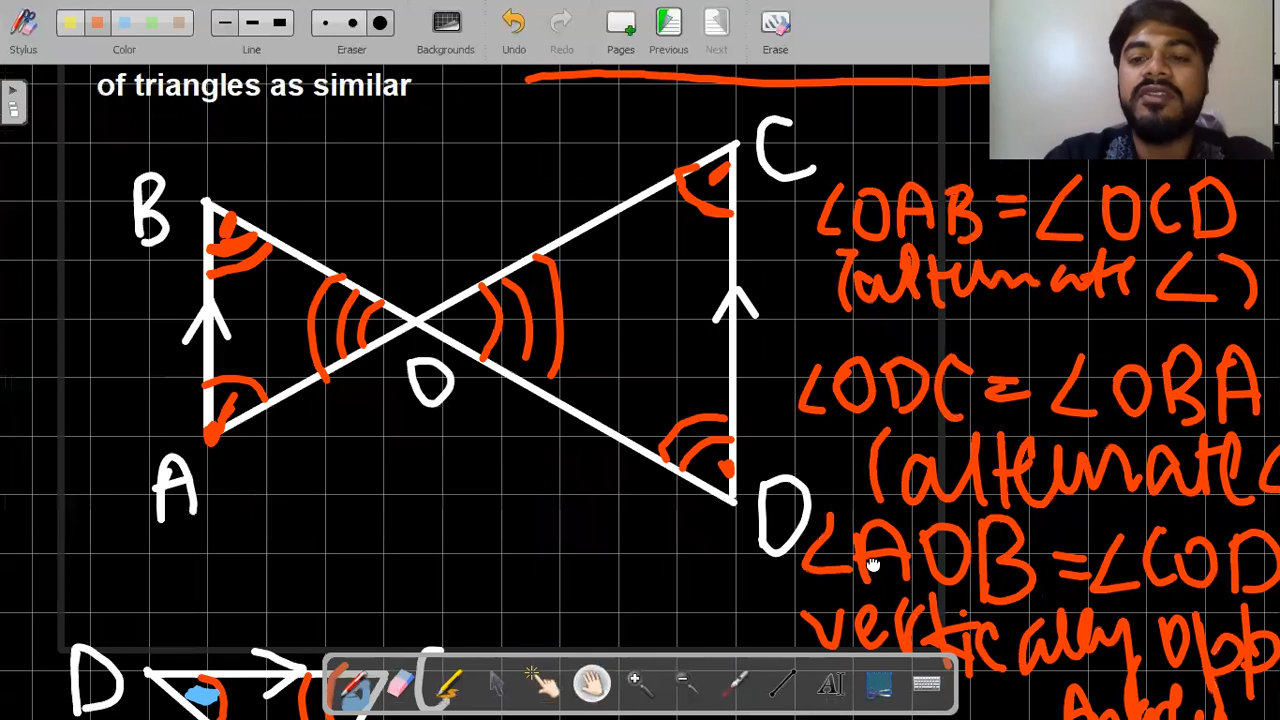 Stylus
Color
Line
Eraser
Backgrounds
Undo
Redo
Pages
Previous
Next
Erase
of triangles as similar
B
C
O
A
D
∠OAB = ∠OCD
(alternate ∠)
∠ODC = ∠OBA
(alternate ∠
∠AOB = ∠COD
vertically opp
D
C